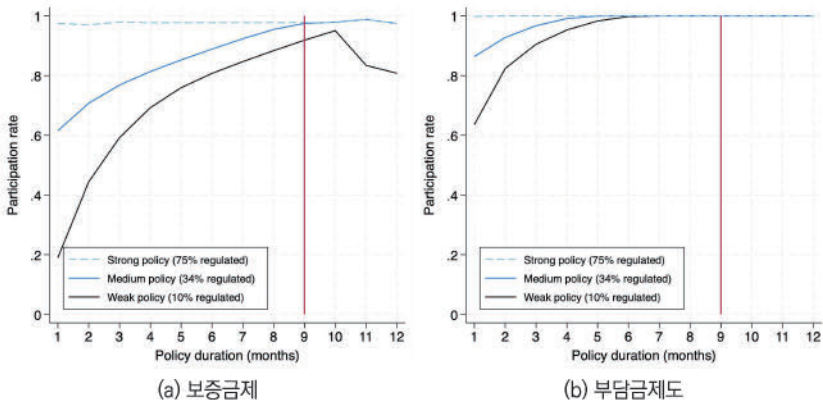 1
.8
.6
.4
.2
0
Participation rate
Strong policy (75% regulated)
Medium policy (34% regulated)
Weak policy (10% regulated)
1 2 3 4 5 6 7 8 9 10 11 12
Policy duration (months)
(a) 보증금제
1
.8
.6
.4
.2
0
Participation rate
Strong policy (75% regulated)
Medium policy (34% regulated)
Weak policy (10% regulated)
1 2 3 4 5 6 7 8 9 10 11 12
Policy duration (months)
(b) 부담금제도